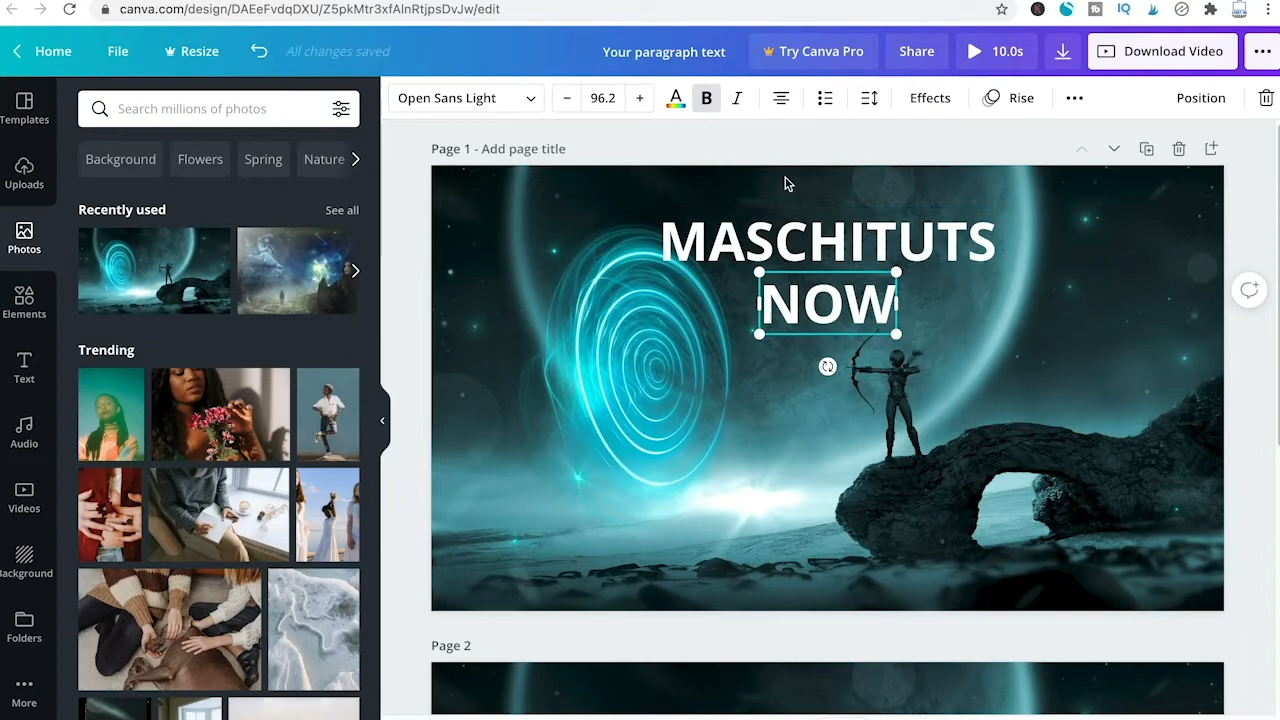 canva.com/design/DAEeFvdqDXU/Z5pkMtr3xfAlnRtjpsDvJw/edit
Home File Resize All changes saved Your paragraph text Try Canva Pro Share 10.0s Download Video
Open Sans Light 96.2 A B I Effects Rise Position
Templates
Uploads
Photos
Elements
Text
Audio
Videos
Background
Folders
More
Search millions of photos
Background Flowers Spring Nature
Recently used See all
Trending
Page 1 - Add page title
MASCHITUTS
NOW
Page 2